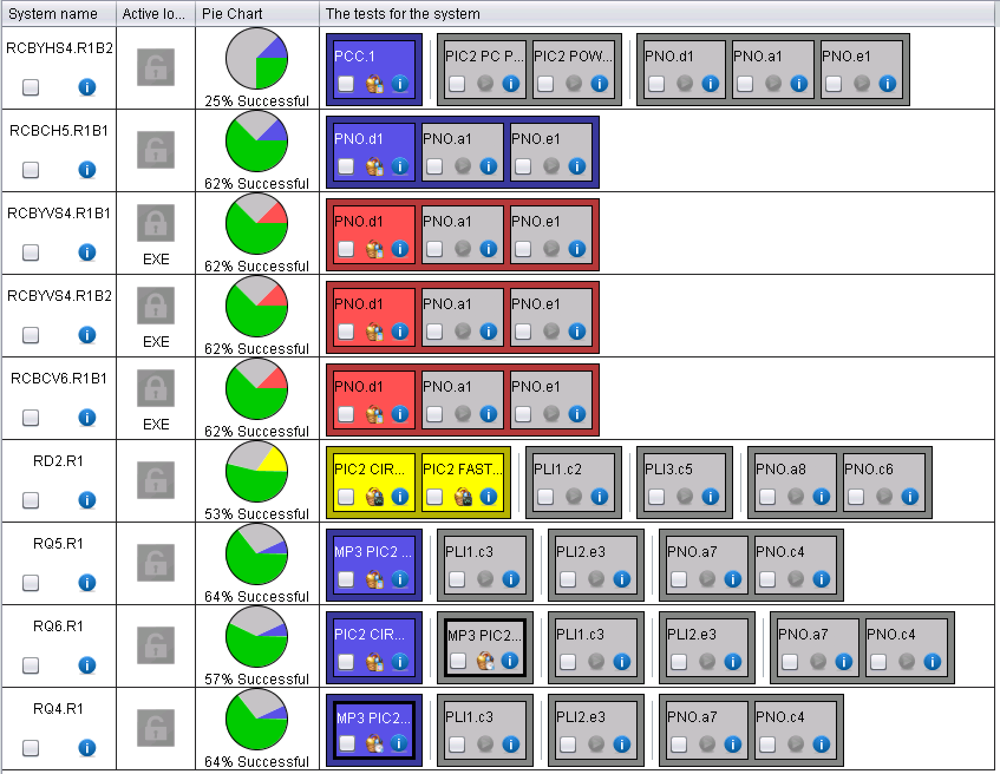 System name Active lo... Pie Chart The tests for the system
RCBYHS4.R1B2
25% Successful
PCC.1 PIC2 PC P... PIC2 POW... PNO.d1 PNO.a1 PNO.e1
RCBCH5.R1B1
62% Successful
PNO.d1 PNO.a1 PNO.e1
RCBYVS4.R1B1
EXE
62% Successful
PNO.d1 PNO.a1 PNO.e1
RCBYVS4.R1B2
EXE
62% Successful
PNO.d1 PNO.a1 PNO.e1
RCBCV6.R1B1
EXE
62% Successful
PNO.d1 PNO.a1 PNO.e1
RD2.R1
53% Successful
PIC2 CIR... PIC2 FAST... PLI1.c2 PLI3.c5 PNO.a8 PNO.c6
RQ5.R1
64% Successful
MP3 PIC2 ... PLI1.c3 PLI2.e3 PNO.a7 PNO.c4
RQ6.R1
57% Successful
PIC2 CIR... MP3 PIC2... PLI1.c3 PLI2.e3 PNO.a7 PNO.c4
RQ4.R1
64% Successful
MP3 PIC2... PLI1.c3 PLI2.e3 PNO.a7 PNO.c4